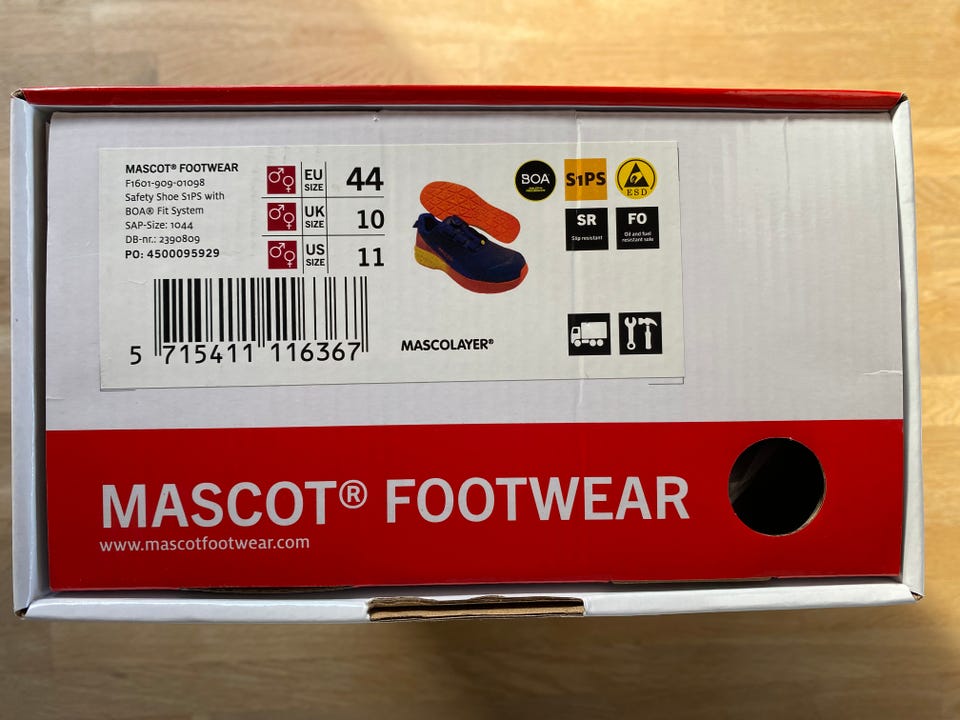 MASCOT® FOOTWEAR
F1601-909-01098
Safety Shoe S1PS with
BOA® Fit System
SAP-Size: 1044
DB-nr.: 2390809
PO: 4500095929
EU SIZE 44
UK SIZE 10
US SIZE 11
5 715411 116367
MASCOLAYER®
BOA
S1PS
ESD
SR
Slip resistant
FO
Oil and fuel
resistant sole
MASCOT® FOOTWEAR
www.mascotfootwear.com